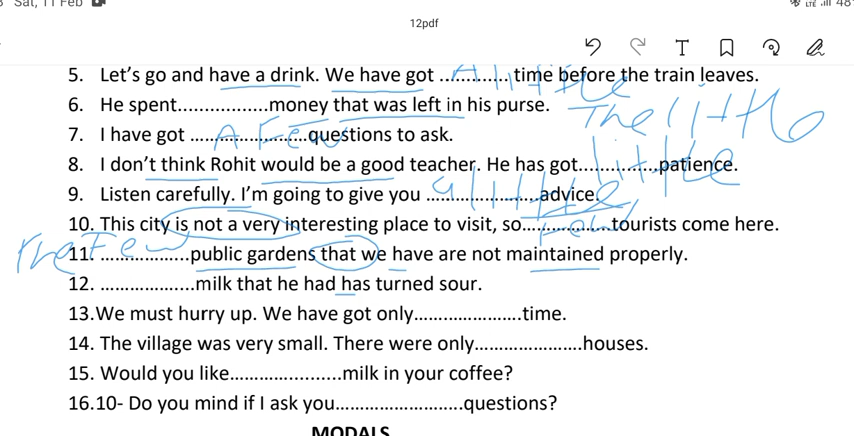 Sat, 11 Feb
LTE 48
12pdf
T
5. Let's go and have a drink. We have got ..A little.. time before the train leaves.
6. He spent..................money that was left in his purse. The little
7. I have got ...A Few...questions to ask.
8. I don't think Rohit would be a good teacher. He has got...little...patience.
9. Listen carefully. I'm going to give you ...a little...advice.
10. This city is not a very interesting place to visit, so...Few...tourists come here.
The Few
11. ..................public gardens that we have are not maintained properly.
12. ...................milk that he had has turned sour.
13.We must hurry up. We have got only......................time.
14. The village was very small. There were only......................houses.
15. Would you like.......................milk in your coffee?
16.10- Do you mind if I ask you..........................questions?
MODALS